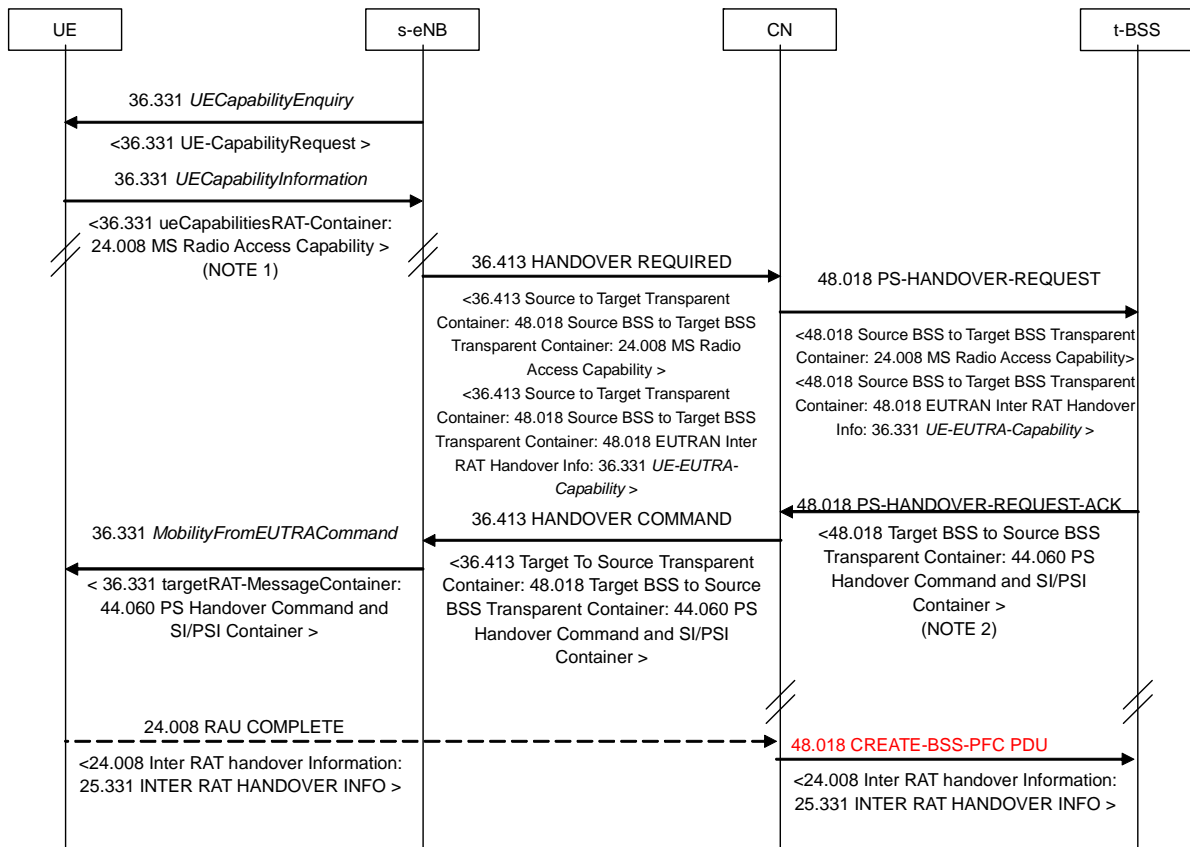 UE
s-eNB
CN
t-BSS
36.331 UECapabilityEnquiry
<36.331 UE-CapabilityRequest >
36.331 UECapabilityInformation
<36.331 ueCapabilitiesRAT-Container:
24.008 MS Radio Access Capability >
(NOTE 1)
36.413 HANDOVER REQUIRED
<36.413 Source to Target Transparent
Container: 48.018 Source BSS to Target BSS
Transparent Container: 24.008 MS Radio
Access Capability >
<36.413 Source to Target Transparent
Container: 48.018 Source BSS to Target BSS
Transparent Container: 48.018 EUTRAN Inter
RAT Handover Info: 36.331 UE-EUTRA-
Capability >
48.018 PS-HANDOVER-REQUEST
<48.018 Source BSS to Target BSS Transparent
Container: 24.008 MS Radio Access Capability>
<48.018 Source BSS to Target BSS Transparent
Container: 48.018 EUTRAN Inter RAT Handover
Info: 36.331 UE-EUTRA-Capability >
48.018 PS-HANDOVER-REQUEST-ACK
<48.018 Target BSS to Source BSS
Transparent Container: 44.060 PS
Handover Command and SI/PSI
Container >
(NOTE 2)
36.413 HANDOVER COMMAND
<36.413 Target To Source Transparent
Container: 48.018 Target BSS to Source
BSS Transparent Container: 44.060 PS
Handover Command and SI/PSI
Container >
36.331 MobilityFromEUTRACommand
< 36.331 targetRAT-MessageContainer:
44.060 PS Handover Command and
SI/PSI Container >
24.008 RAU COMPLETE
<24.008 Inter RAT handover Information:
25.331 INTER RAT HANDOVER INFO >
48.018 CREATE-BSS-PFC PDU
<24.008 Inter RAT handover Information:
25.331 INTER RAT HANDOVER INFO >